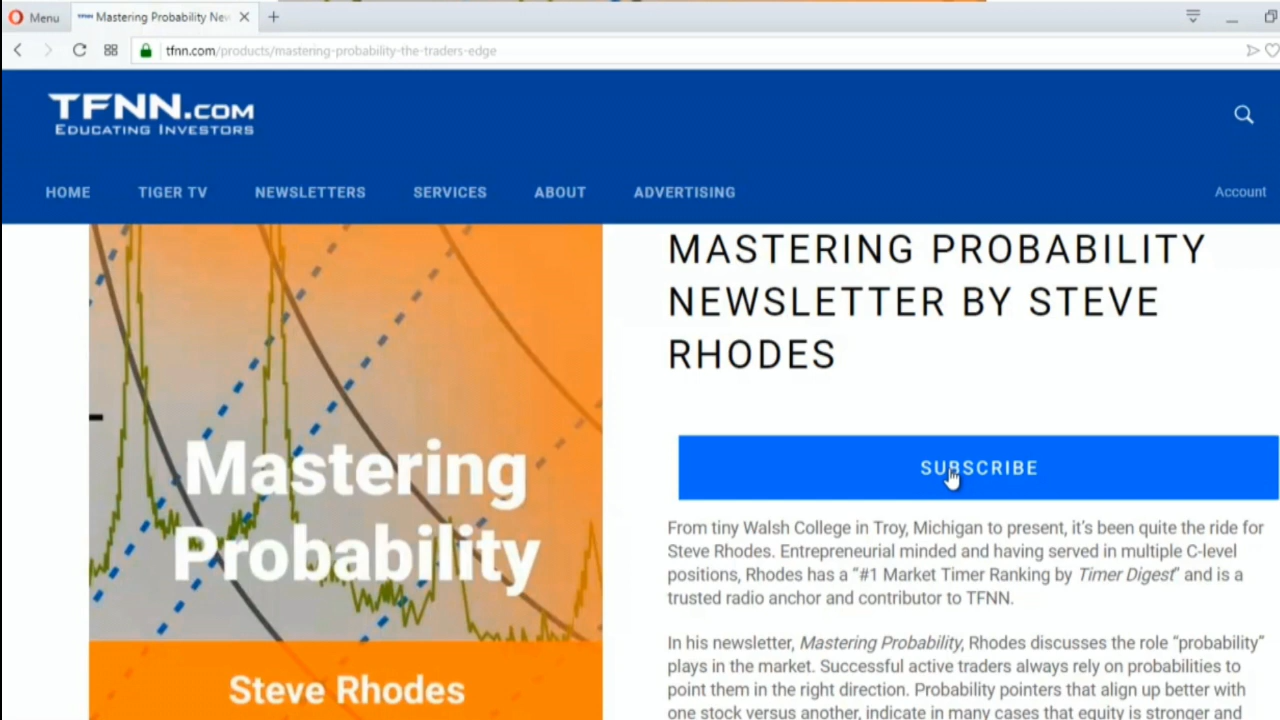 Menu
Mastering Probability New
tfnn.com/products/mastering-probability-the-traders-edge
TFNN.COM
EDUCATING INVESTORS
HOME TIGER TV NEWSLETTERS SERVICES ABOUT ADVERTISING Account
MASTERING PROBABILITY
NEWSLETTER BY STEVE
RHODES
SUBSCRIBE
From tiny Walsh College in Troy, Michigan to present, it's been quite the ride for
Steve Rhodes. Entrepreneurial minded and having served in multiple C-level
positions, Rhodes has a “#1 Market Timer Ranking by Timer Digest” and is a
trusted radio anchor and contributor to TFNN.
In his newsletter, Mastering Probability, Rhodes discusses the role “probability”
plays in the market. Successful active traders always rely on probabilities to
point them in the right direction. Probability pointers that align up better with
one stock versus another, indicate in many cases that equity is stronger and
Mastering
Probability
Steve Rhodes